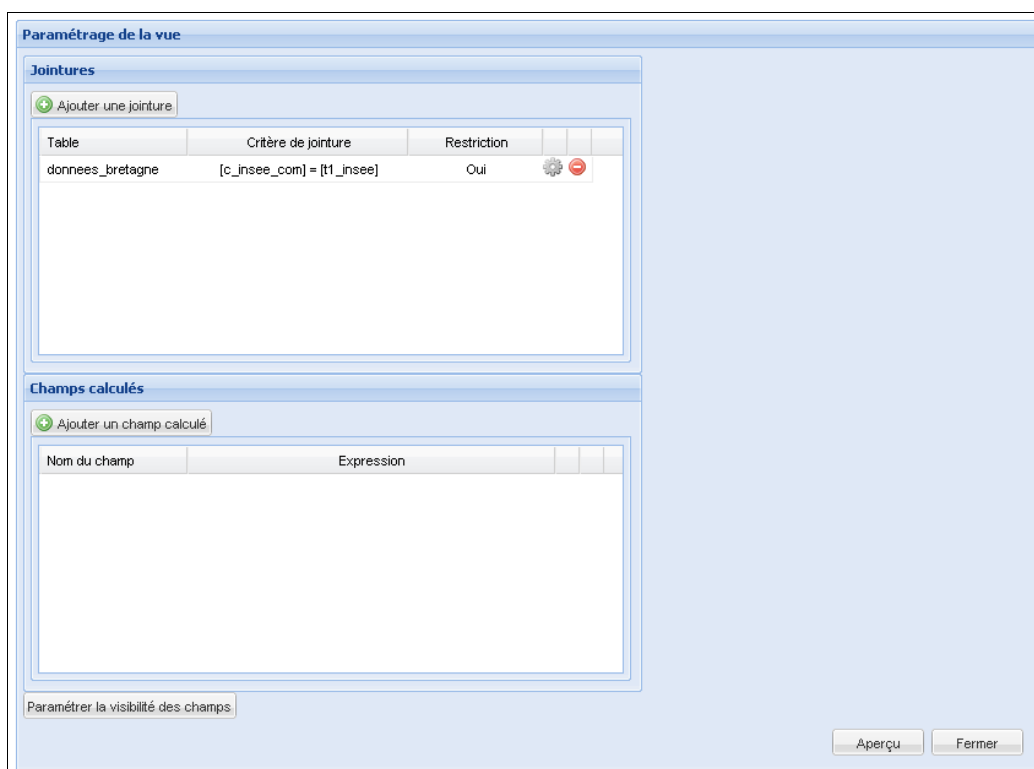 Paramétrage de la vue
Jointures
Ajouter une jointure
Table Critère de jointure Restriction
donnees_bretagne [c_insee_com] = [t1_insee] Oui
Champs calculés
Ajouter un champ calculé
Nom du champ Expression
Paramétrer la visibilité des champs
Aperçu Fermer